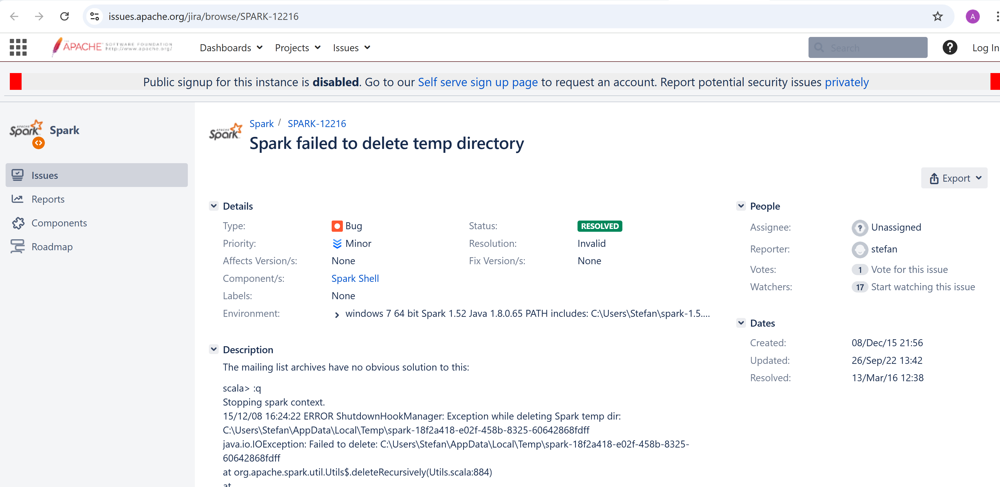 issues.apache.org/jira/browse/SPARK-12216
A
THE APACHE SOFTWARE FOUNDATION
http://www.apache.org/
Dashboards Projects Issues Search ? Log In
Public signup for this instance is disabled. Go to our Self serve sign up page to request an account. Report potential security issues privately
APACHE Spark
Spark
Issues
Reports
Components
Roadmap
APACHE Spark
Spark / SPARK-12216
Spark failed to delete temp directory
Export
Details
Type: Bug Status: RESOLVED
Priority: Minor Resolution: Invalid
Affects Version/s: None Fix Version/s: None
Component/s: Spark Shell
Labels: None
Environment: windows 7 64 bit Spark 1.52 Java 1.8.0.65 PATH includes: C:\Users\Stefan\spark-1.5....
Description
The mailing list archives have no obvious solution to this:
scala> :q
Stopping spark context.
15/12/08 16:24:22 ERROR ShutdownHookManager: Exception while deleting Spark temp dir:
C:\Users\Stefan\AppData\Local\Temp\spark-18f2a418-e02f-458b-8325-60642868fdff
java.io.IOException: Failed to delete: C:\Users\Stefan\AppData\Local\Temp\spark-18f2a418-e02f-458b-8325-
60642868fdff
at org.apache.spark.util.Utils$.deleteRecursively(Utils.scala:884)
at
People
Assignee: Unassigned
Reporter: stefan
Votes: 1 Vote for this issue
Watchers: 17 Start watching this issue
Dates
Created: 08/Dec/15 21:56
Updated: 26/Sep/22 13:42
Resolved: 13/Mar/16 12:38